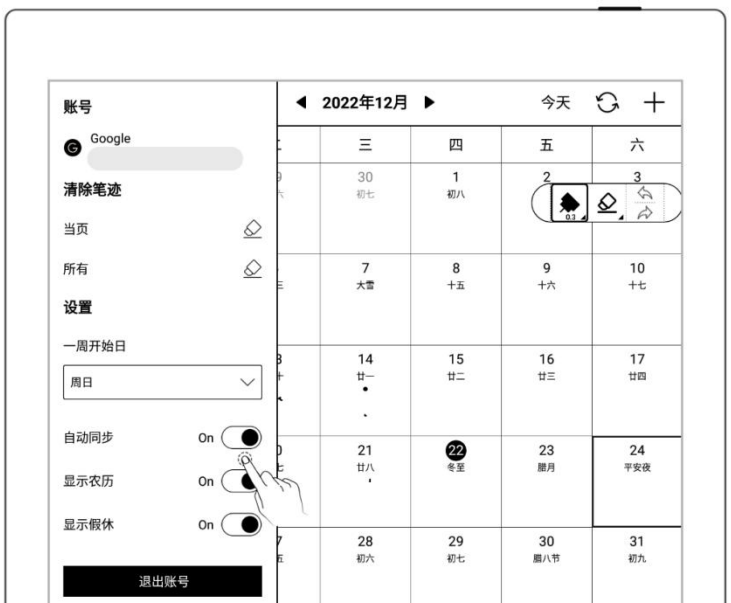 账号
Google
清除笔迹
当页
所有
设置
一周开始日
周日
自动同步 On
显示农历 On
显示假休 On
退出账号
2022年12月 今天
三 四 五 六
30 1 2 3
初七 初八
0.3
7 8 9 10
大雪 十五 十六 十七
14 15 16 17
廿一 廿二 廿三 廿四
21 22 23 24
廿八 冬至 腊月 平安夜
28 29 30 31
初六 初七 腊八节 初九